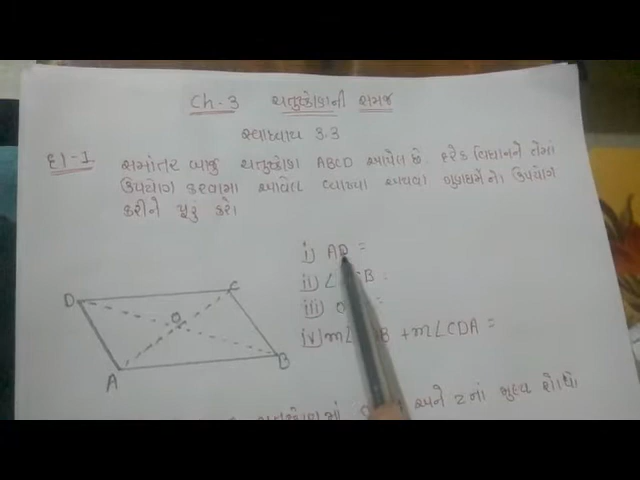 Ch.3 ચતુષ્કોણની સમજ
સ્વાધ્યાય 3.3
દા-1 સમાંતર બાજુ ચતુષ્કોણ ABCD આપેલ છે. દરેક વિધાનને તેમાં
ઉપયોગ કરવામા આવેલ વ્યાખ્યા અથવા ગુણધર્મનો ઉપયોગ
કરીને પૂરું કરો
i) AD =
ii) ∠
iii) O =
iv) m∠ B + m∠CDA =
D
C
O
A
B
અને z નાં મુલ્ય શોધો